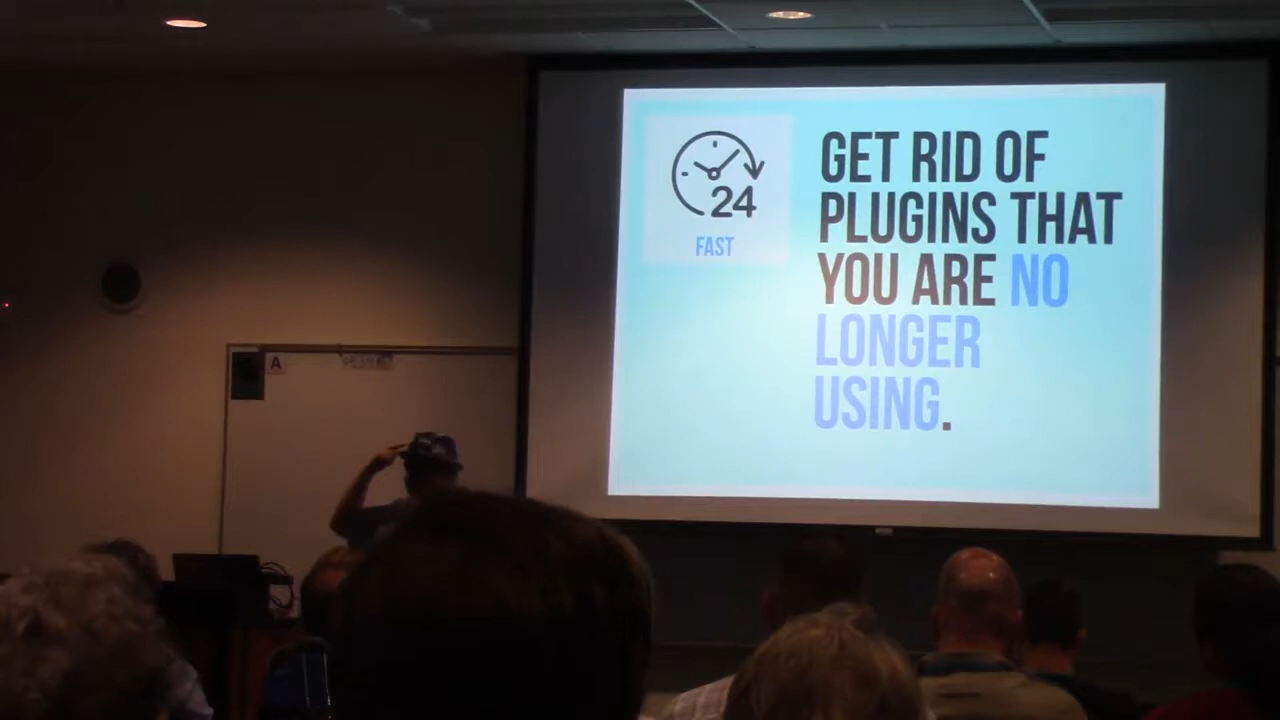 GET RID OF
PLUGINS THAT
YOU ARE NO
LONGER
USING.
24
FAST
A